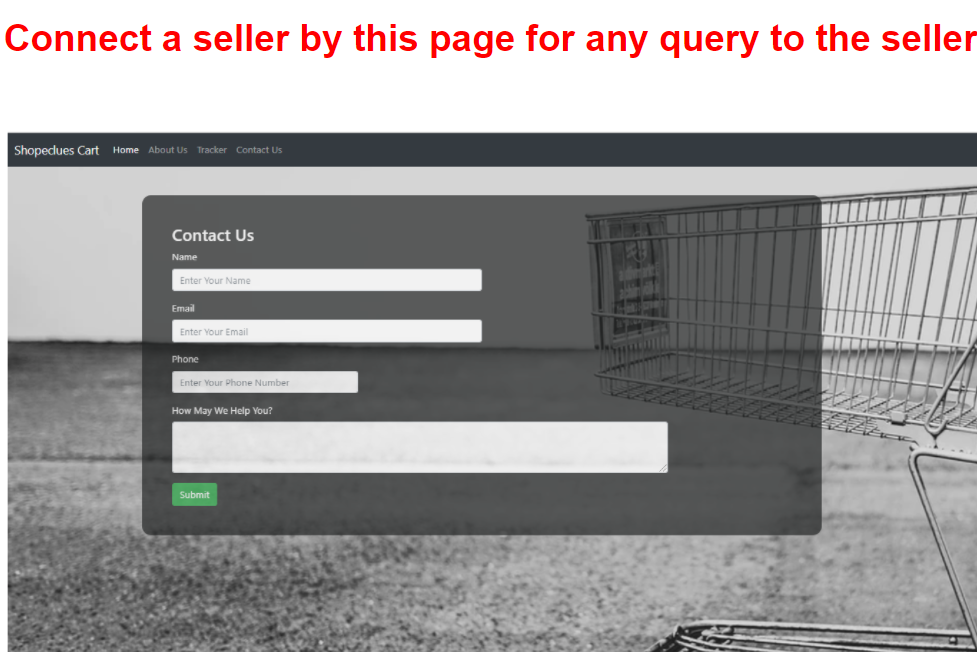 Connect a seller by this page for any query to the seller
Shopeclues Cart Home About Us Tracker Contact Us
Contact Us
Name
Enter Your Name
Email
Enter Your Email
Phone
Enter Your Phone Number
How May We Help You?
Submit